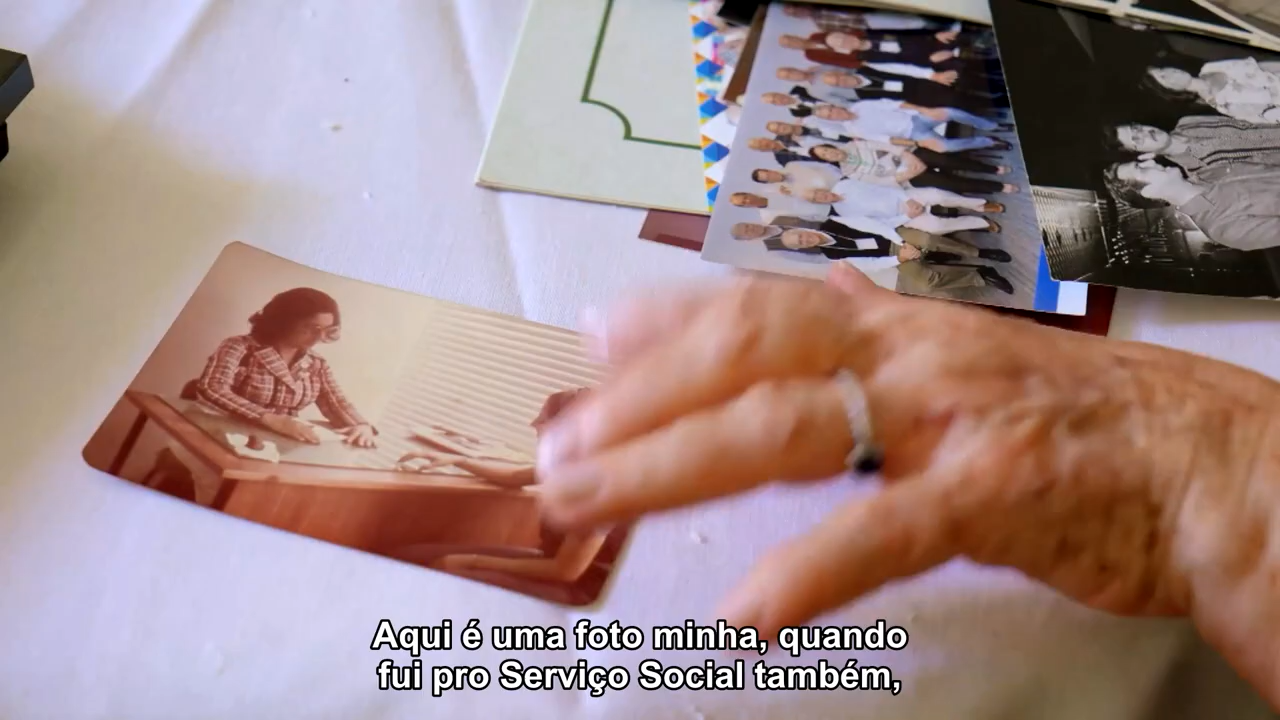 Aqui é uma foto minha, quando
fui pro Serviço Social também,